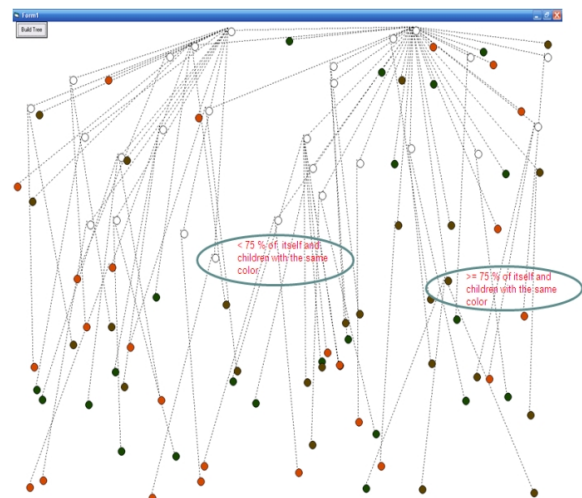 Form1
Build Tree
< 75 % of itself and
children with the same
color
>= 75 % of itself and
children with the same
color